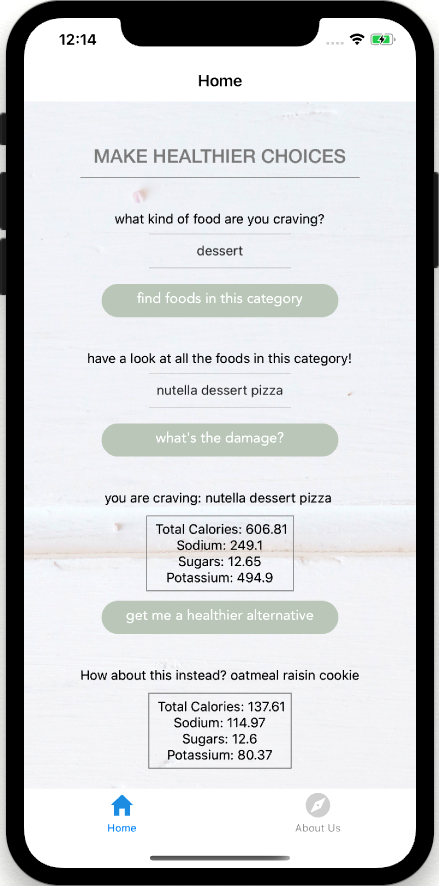 12:14
Home
MAKE HEALTHIER CHOICES
what kind of food are you craving?
dessert
find foods in this category
have a look at all the foods in this category!
nutella dessert pizza
what's the damage?
you are craving: nutella dessert pizza
Total Calories: 606.81
Sodium: 249.1
Sugars: 12.65
Potassium: 494.9
get me a healthier alternative
How about this instead? oatmeal raisin cookie
Total Calories: 137.61
Sodium: 114.97
Sugars: 12.6
Potassium: 80.37
Home
About Us